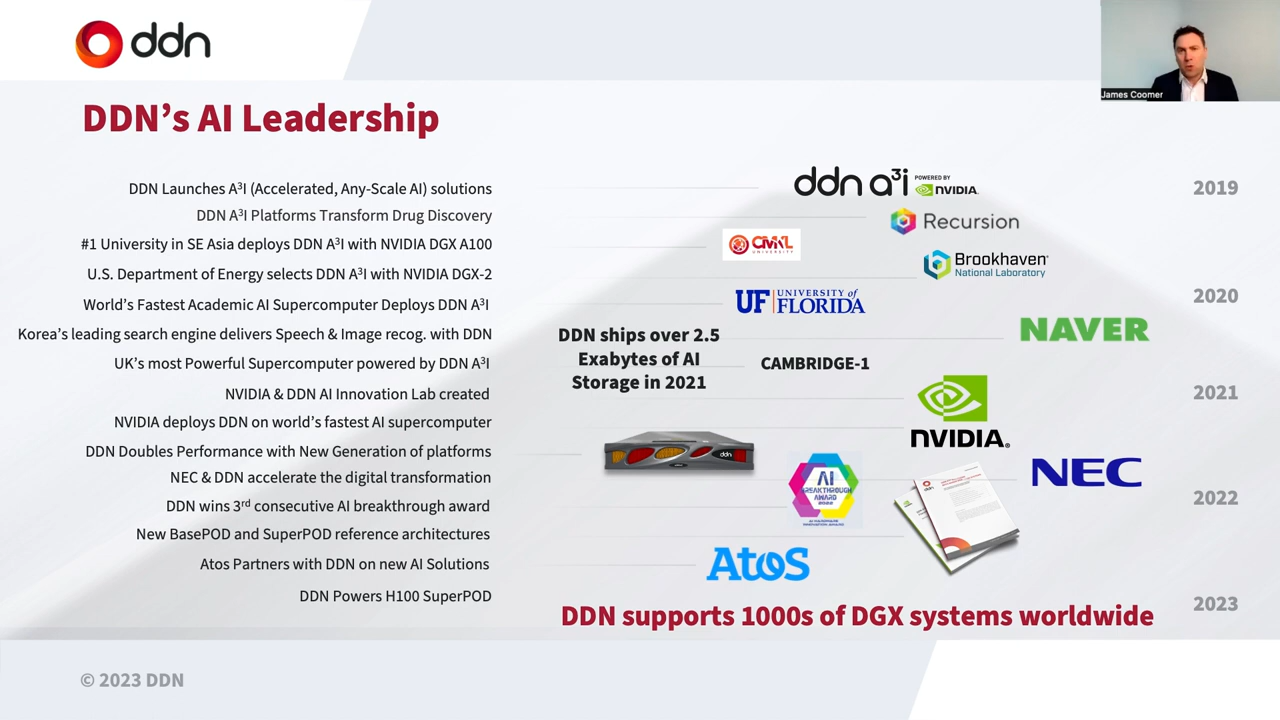 ddn
James Coomer
DDN's AI Leadership
DDN Launches A³I (Accelerated, Any-Scale AI) solutions
DDN A³I Platforms Transform Drug Discovery
#1 University in SE Asia deploys DDN A³I with NVIDIA DGX A100
U.S. Department of Energy selects DDN A³I with NVIDIA DGX-2
World's Fastest Academic AI Supercomputer Deploys DDN A³I
Korea's leading search engine delivers Speech & Image recog. with DDN
UK's most Powerful Supercomputer powered by DDN A³I
NVIDIA & DDN AI Innovation Lab created
NVIDIA deploys DDN on world's fastest AI supercomputer
DDN Doubles Performance with New Generation of platforms
NEC & DDN accelerate the digital transformation
DDN wins 3rd consecutive AI breakthrough award
New BasePOD and SuperPOD reference architectures
Atos Partners with DDN on new AI Solutions
DDN Powers H100 SuperPOD
ddn a³i
POWERED BY
NVIDIA.
2019
Recursion
CMKL
UNIVERSITY
Brookhaven
National Laboratory
2020
UF UNIVERSITY of
FLORIDA
NAVER
DDN ships over 2.5
Exabytes of AI
Storage in 2021
CAMBRIDGE-1
2021
NVIDIA.
ddn
AI
BREAKTHROUGH
AWARD
NEC
2022
ddn
Atos
DDN supports 1000s of DGX systems worldwide
2023
© 2023 DDN